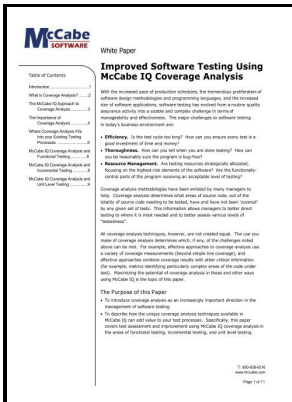 McCabe
SOFTWARE
White Paper
Improved Software Testing Using
McCabe IQ Coverage Analysis
Table of Contents
Introduction.................................1
What is Coverage Analysis? ........2
The McCabe IQ Approach to
Coverage Analysis ................3
The Importance of
Coverage Analysis ................4
Where Coverage Analysis Fits
into your Existing Testing
Processes ................6
McCabe IQ Coverage Analysis and
Functional Testing................8
McCabe IQ Coverage Analysis and
Incremental Testing................8
McCabe IQ Coverage Analysis and
Unit Level Testing................9
With the increased pace of production schedules, the tremendous proliferation of
software design methodologies and programming languages, and the increased
size of software applications, software testing has evolved from a routine quality
assurance activity into a sizable and complex challenge in terms of
manageability and effectiveness. The major challenges to software testing
in today's business environment are:
• Efficiency. Is the test cycle too long? How can you ensure every test is a
good investment of time and money?
• Thoroughness. How can you tell when you are done testing? How can
you be reasonably sure the program is bug-free?
• Resource Management. Are testing resources strategically allocated,
focusing on the highest-risk elements of the software? Are the functionally-
central parts of the program receiving an acceptable level of testing?
Coverage analysis methodologies have been enlisted by many managers to
help. Coverage analysis determines what areas of source code, out of the
totality of source code needing to be tested, have and have not been 'covered'
by any given set of tests. This information allows managers to better direct
testing to where it is most needed and to better assess various levels of
"testedness".
All coverage analysis techniques, however, are not created equal. The use you
make of coverage analysis determines which, if any, of the challenges noted
above can be met. For example, effective approaches to coverage analysis use
a variety of coverage measurements (beyond simple line coverage), and
effective approaches combine coverage results with other critical information
(for example, metrics identifying particularly complex areas of the code under
test). Maximizing the potential of coverage analysis in these and other ways
using McCabe IQ is the topic of this paper.
The Purpose of this Paper
• To introduce coverage analysis as an increasingly important direction in the
management of software testing
• To describe how the unique coverage analysis techniques available in
McCabe IQ can add value to your test processes. Specifically, this paper
covers test assessment and improvement using McCabe IQ coverage analysis in
the areas of functional testing, incremental testing, and unit level testing.
T: 800-638-6316
www.mccabe.com
Page 1 of 11